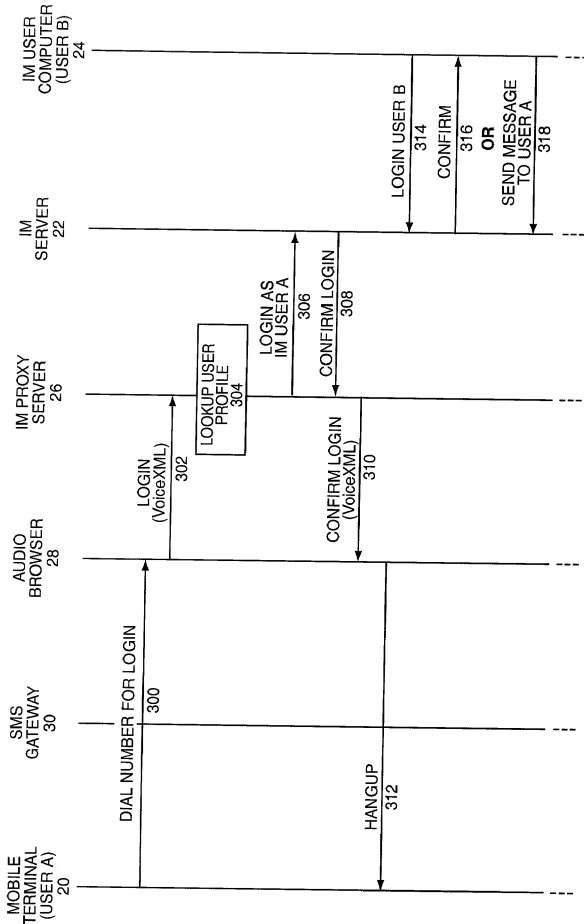 MOBILE
TERMINAL
(USER A)
20
SMS
GATEWAY
30
AUDIO
BROWSER
28
IM PROXY
SERVER
26
IM
SERVER
22
IM USER
COMPUTER
(USER B)
24
DIAL NUMBER FOR LOGIN
300
LOGIN
(VoiceXML)
302
LOOKUP USER
PROFILE
304
LOGIN AS
IM USER A
306
CONFIRM LOGIN
308
CONFIRM LOGIN
(VoiceXML)
310
HANGUP
312
LOGIN USER B
314
CONFIRM
316
OR
SEND MESSAGE
TO USER A
318